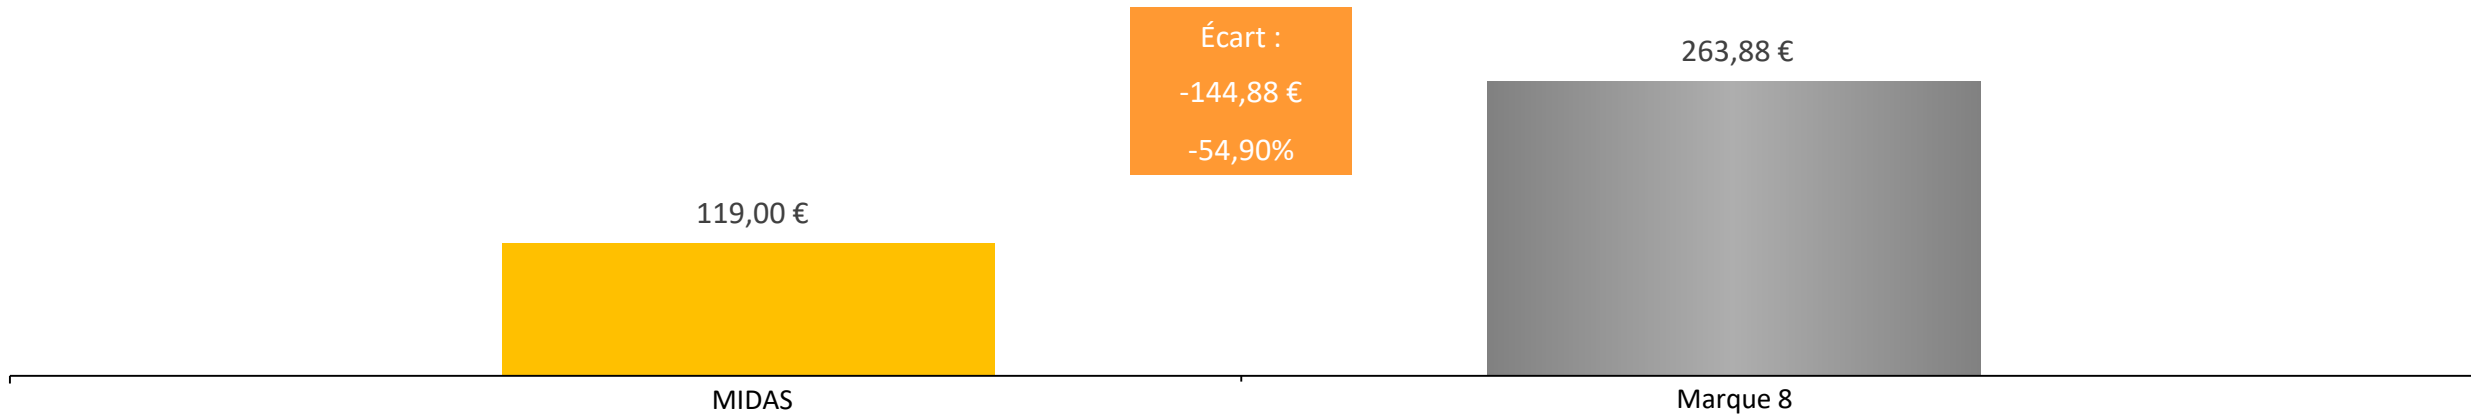 Écart :
-144,88 €
-54,90%
263,88 €
119,00 €
MIDAS
Marque 8